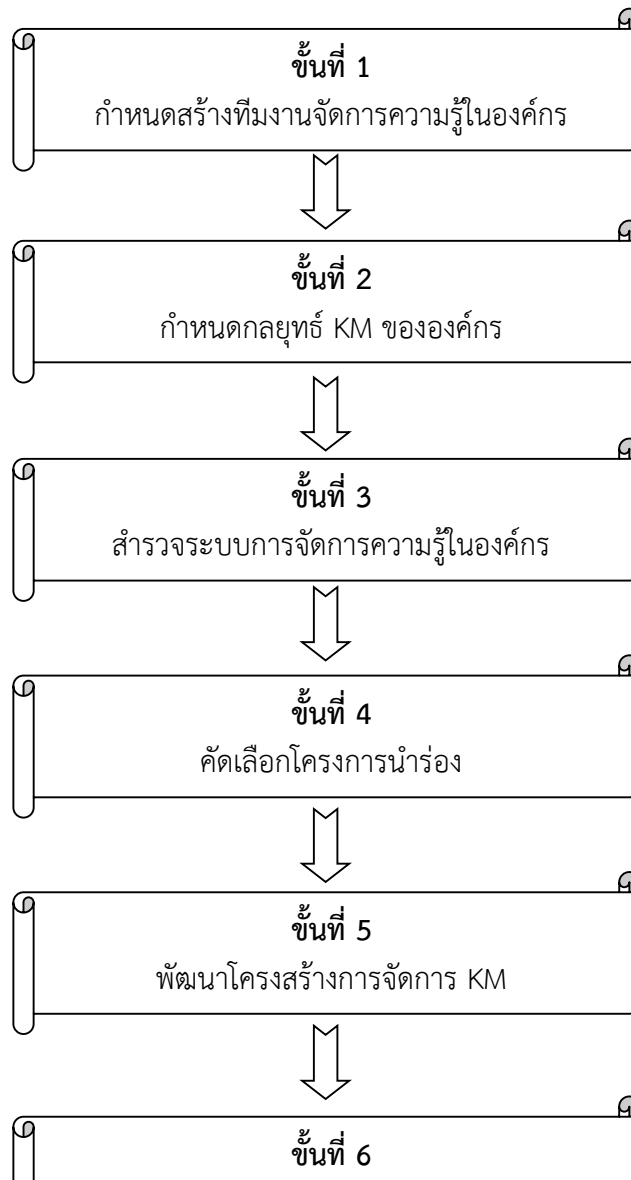 ขั้นที่ 1
กำหนดสร้างทีมงานจัดการความรู้ในองค์กร
ขั้นที่ 2
กำหนดกลยุทธ์ KM ขององค์กร
ขั้นที่ 3
สำรวจระบบการจัดการความรู้ในองค์กร
ขั้นที่ 4
คัดเลือกโครงการนำร่อง
ขั้นที่ 5
พัฒนาโครงสร้างการจัดการ KM
ขั้นที่ 6